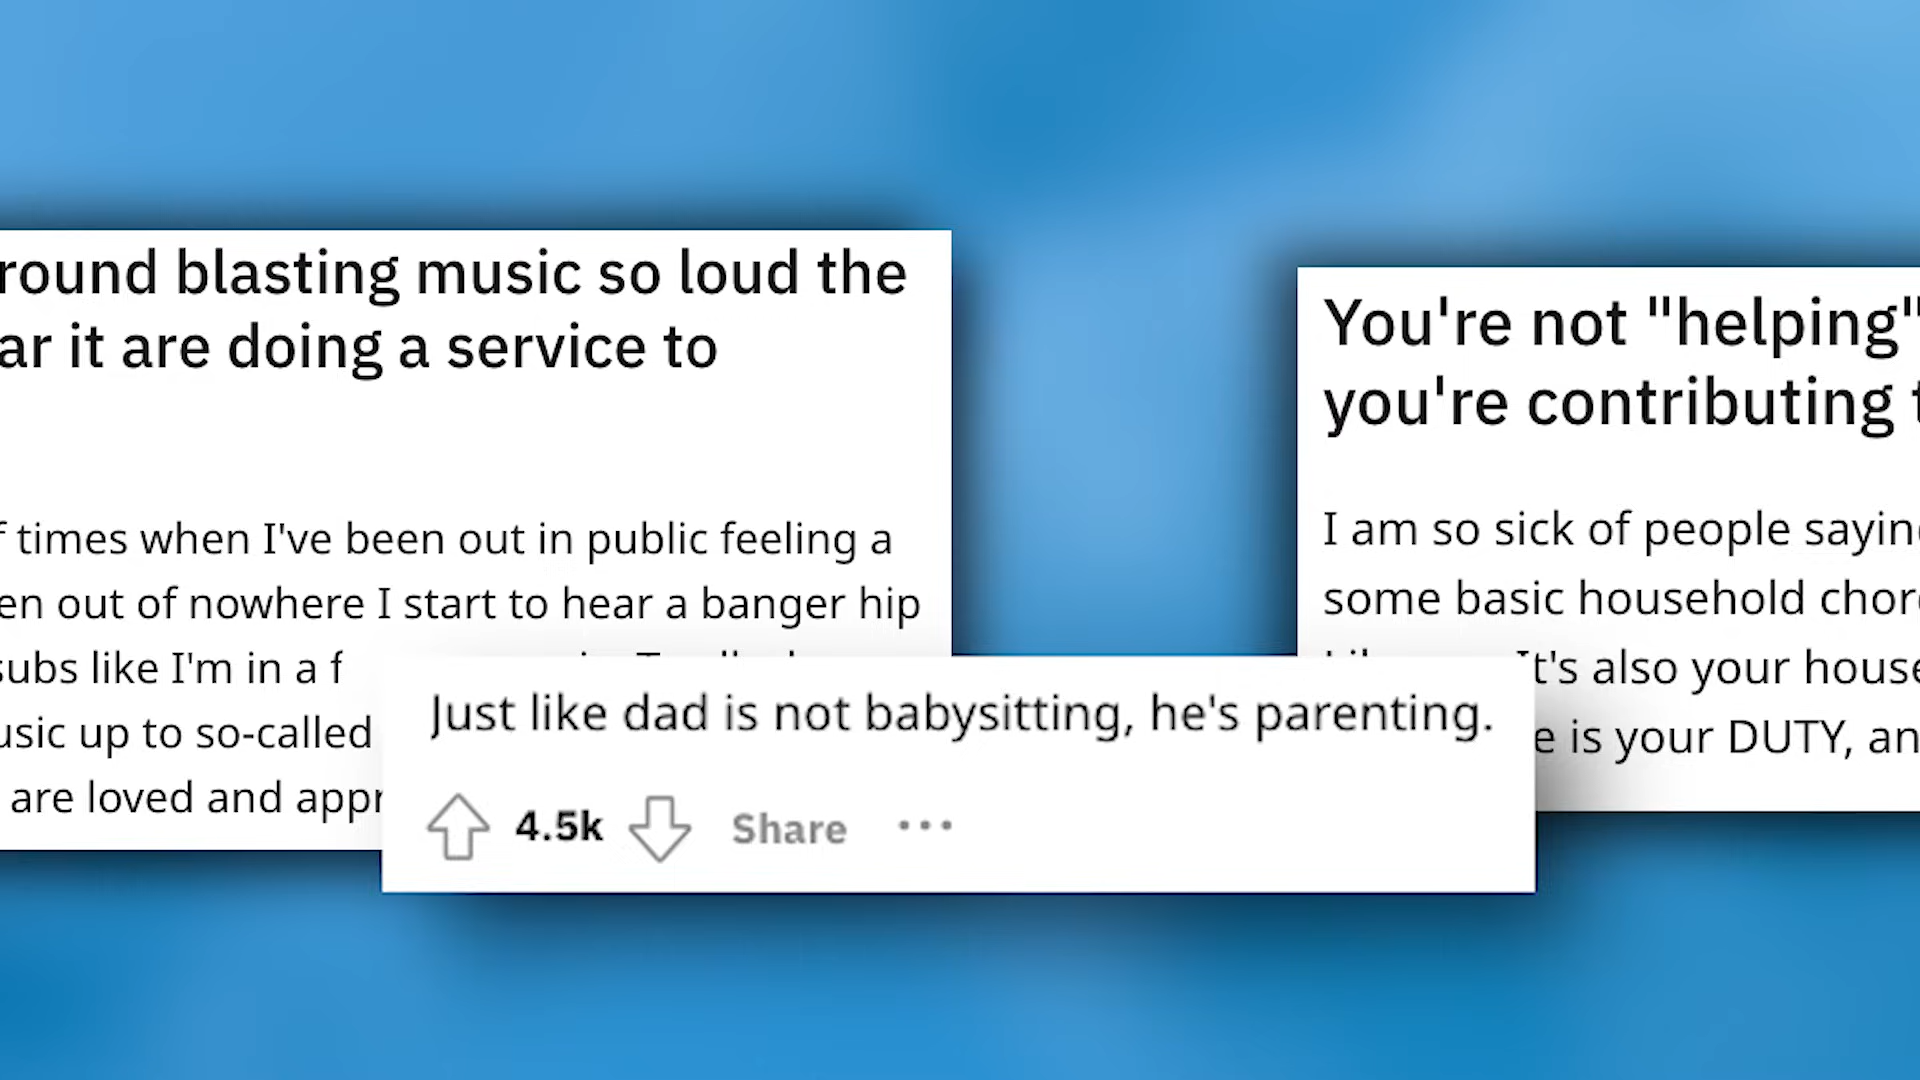 round blasting music so loud the
ar it are doing a service to
f times when I've been out in public feeling a
en out of nowhere I start to hear a banger hip
subs like I'm in a f
usic up to so-called
are loved and appr
You're not "helping"
you're contributing t
I am so sick of people sayin
some basic household chor
It's also your house
e is your DUTY, an
Just like dad is not babysitting, he's parenting.
4.5k Share ...